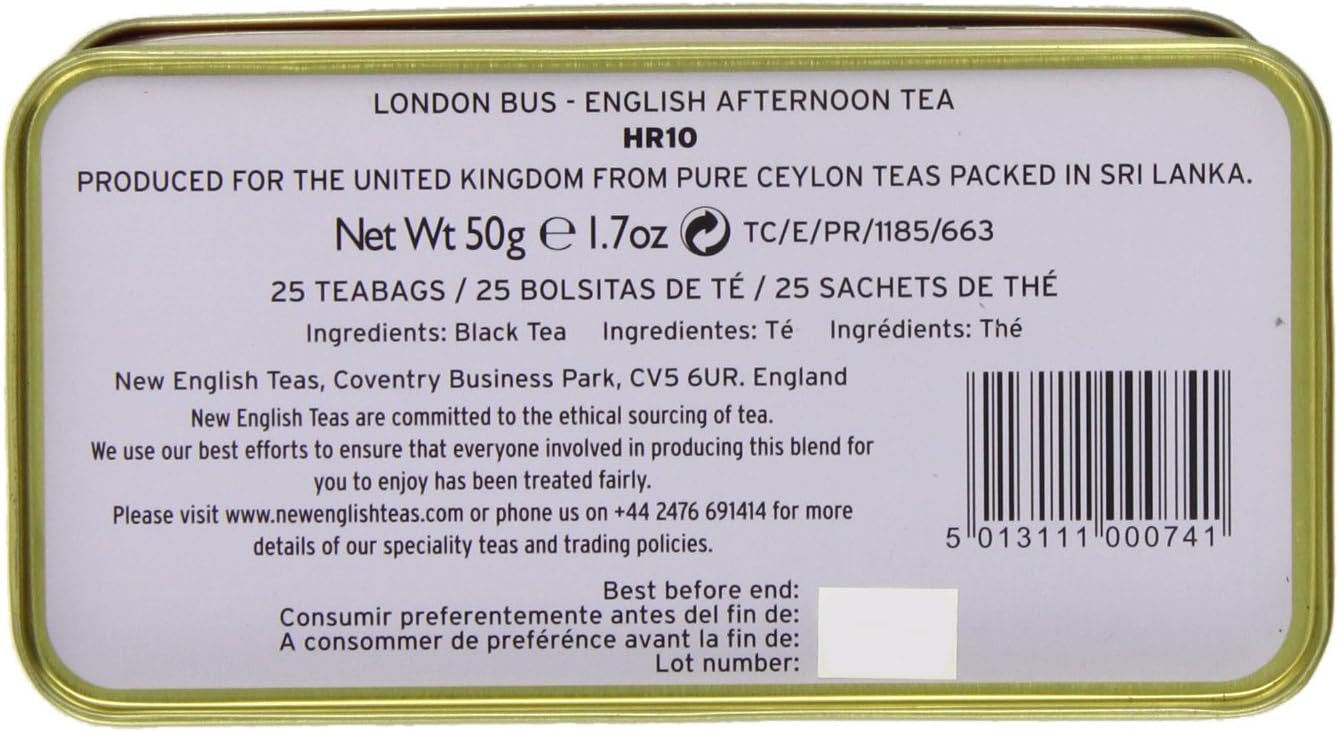 LONDON BUS - ENGLISH AFTERNOON TEA
HR10
PRODUCED FOR THE UNITED KINGDOM FROM PURE CEYLON TEAS PACKED IN SRI LANKA.
Net Wt 50g ℮ 1.7oz TC/E/PR/1185/663
25 TEABAGS / 25 BOLSITAS DE TÉ / 25 SACHETS DE THÉ
Ingredients: Black Tea Ingredientes: Té Ingrédients: Thé
New English Teas, Coventry Business Park, CV5 6UR. England
New English Teas are committed to the ethical sourcing of tea.
We use our best efforts to ensure that everyone involved in producing this blend for
you to enjoy has been treated fairly.
Please visit www.newenglishteas.com or phone us on +44 2476 691414 for more
details of our speciality teas and trading policies.
5 013111 000741
Best before end:
Consumir preferentemente antes del fin de:
A consommer de préférénce avant la fin de:
Lot number: